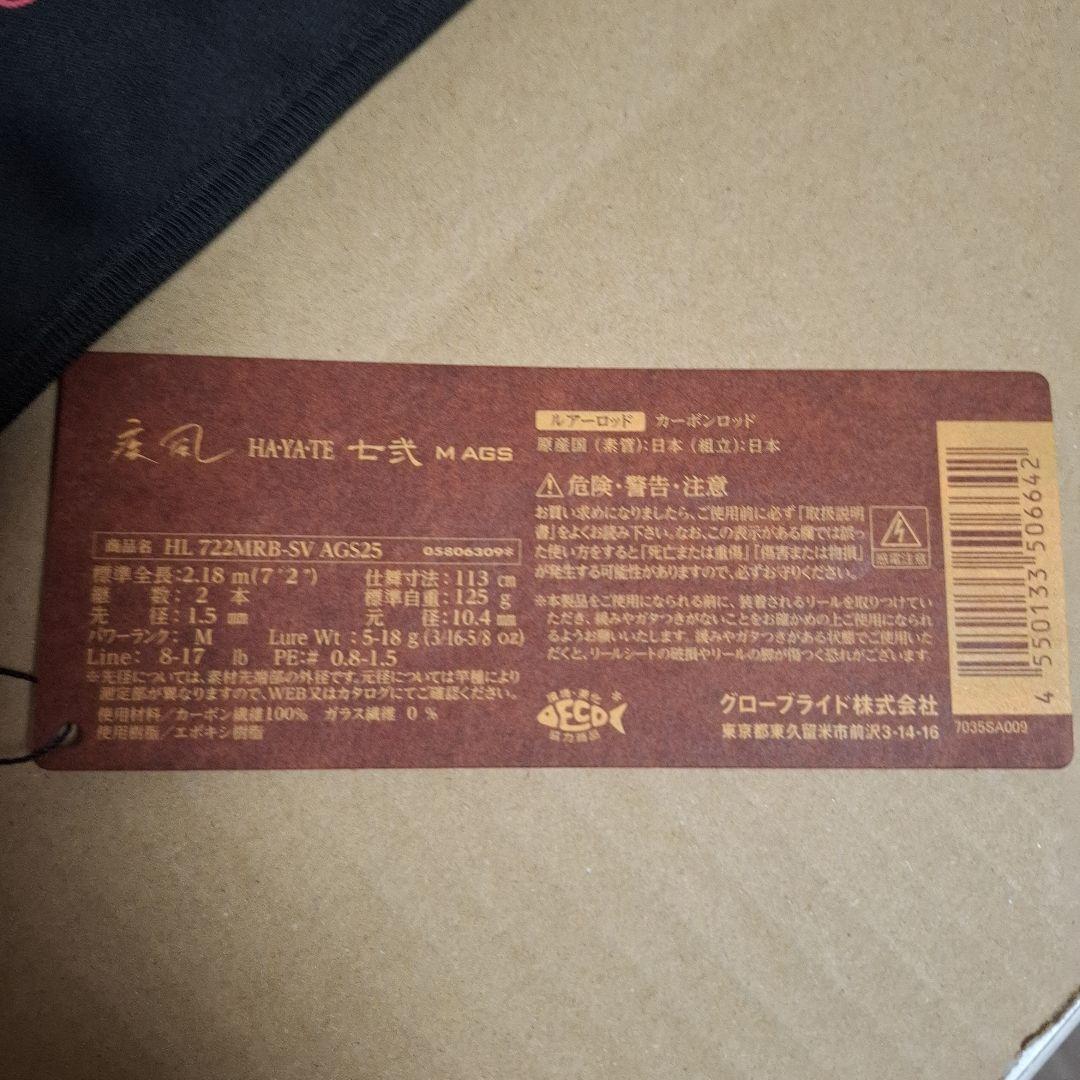 疾風 HA-YA-TE 七弐 M AGS
商品名 HL 722MRB-SV AGS25 05806309*
標準全長:2.18 m(7'2") 仕舞寸法:113 cm
継 数:2 本 標準自重:125 g
先 径:1.5 mm 元 径:10.4 mm
パワーランク: M Lure Wt:5-18 g (3/16-5/8 oz)
Line: 8-17 lb PE:# 0.8-1.5
※先径については、素材先端部の外径です。元径については竿種により
測定部が異なりますので、WEB又はカタログにてご確認ください。
使用材料/カーボン繊維100% ガラス繊維 0 %
使用樹脂/エポキシ樹脂
ルアーロッド カーボンロッド
原産国 (素管):日本 (組立):日本
危険・警告・注意
お買い求めになりましたら、ご使用前に必ず「取扱説明
書」をよくお読み下さい。なお、この表示がある欄では誤っ
た使い方をすると「死亡または重傷」「傷害または物損」
が発生する可能性がありますので、必ずお守りください。
感電注意
※本製品をご使用になられる前に、装着されるリールを取りつけてい
ただき、緩みやガタつきがないことをお確かめの上ご使用になられ
るようお願いいたします。緩みやガタつきがある状態でご使用いた
だくと、リールシートの破損やリールの脚が傷つく恐れがございます
ECO
協力商品
グローブライド株式会社
東京都東久留米市前沢3-14-16
7035SA009
4 550133 506642